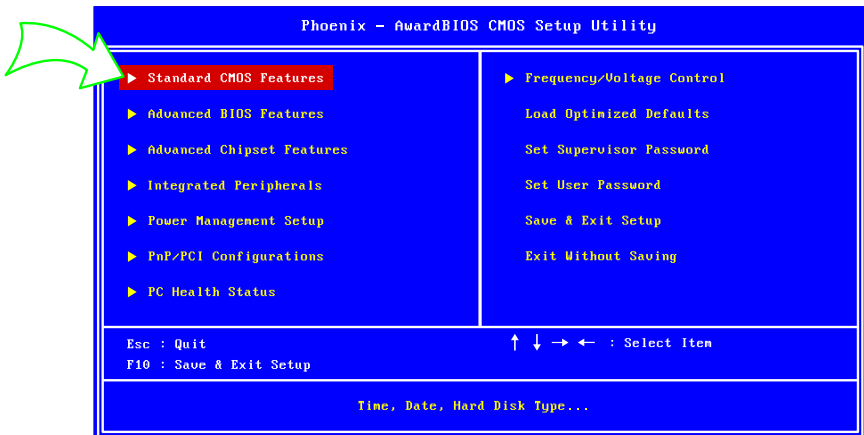 Phoenix - AwardBIOS CMOS Setup Utility
▶ Standard CMOS Features
▶ Advanced BIOS Features
▶ Advanced Chipset Features
▶ Integrated Peripherals
▶ Power Management Setup
▶ PnP/PCI Configurations
▶ PC Health Status
▶ Frequency/Voltage Control
Load Optimized Defaults
Set Supervisor Password
Set User Password
Save & Exit Setup
Exit Without Saving
Esc : Quit
F10 : Save & Exit Setup
↑ ↓ → ← : Select Item
Time, Date, Hard Disk Type...